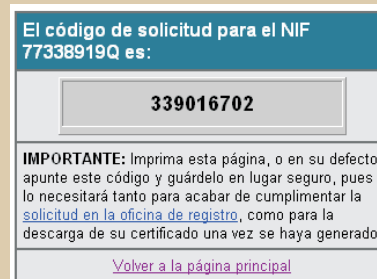 El código de solicitud para el NIF
77338919Q es:
339016702
IMPORTANTE: Imprima esta página, o en su defecto
apunte este código y guárdelo en lugar seguro, pues
lo necesitará tanto para acabar de cumplimentar la
solicitud en la oficina de registro, como para la
descarga de su certificado una vez se haya generado
Volver a la página principal